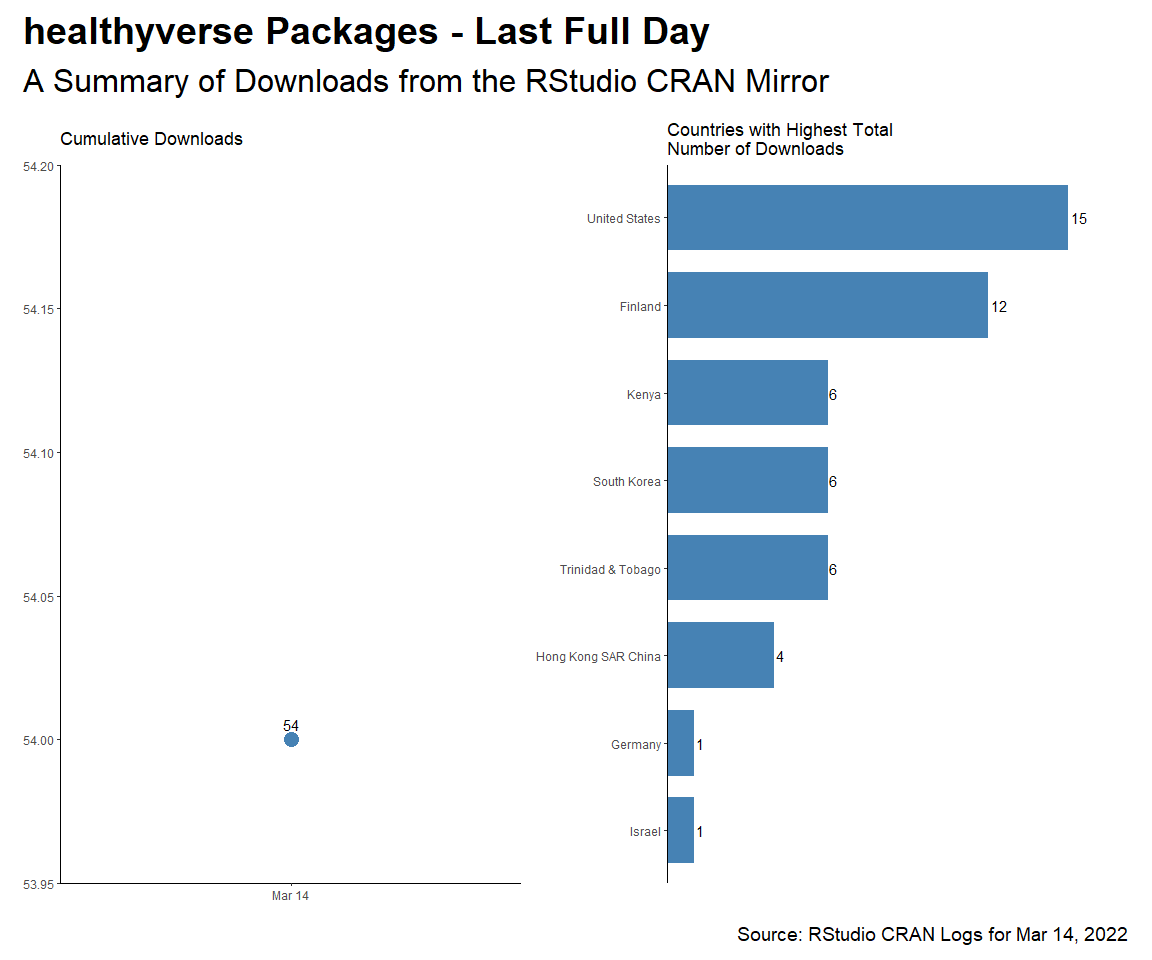 healthyverse Packages - Last Full Day
A Summary of Downloads from the RStudio CRAN Mirror
Cumulative Downloads
54.20
54.15
54.10
54.05
54.00
53.95
54
Mar 14
Countries with Highest Total
Number of Downloads
United States 15
Finland 12
Kenya 6
South Korea 6
Trinidad & Tobago 6
Hong Kong SAR China 4
Germany 1
Israel 1
Source: RStudio CRAN Logs for Mar 14, 2022